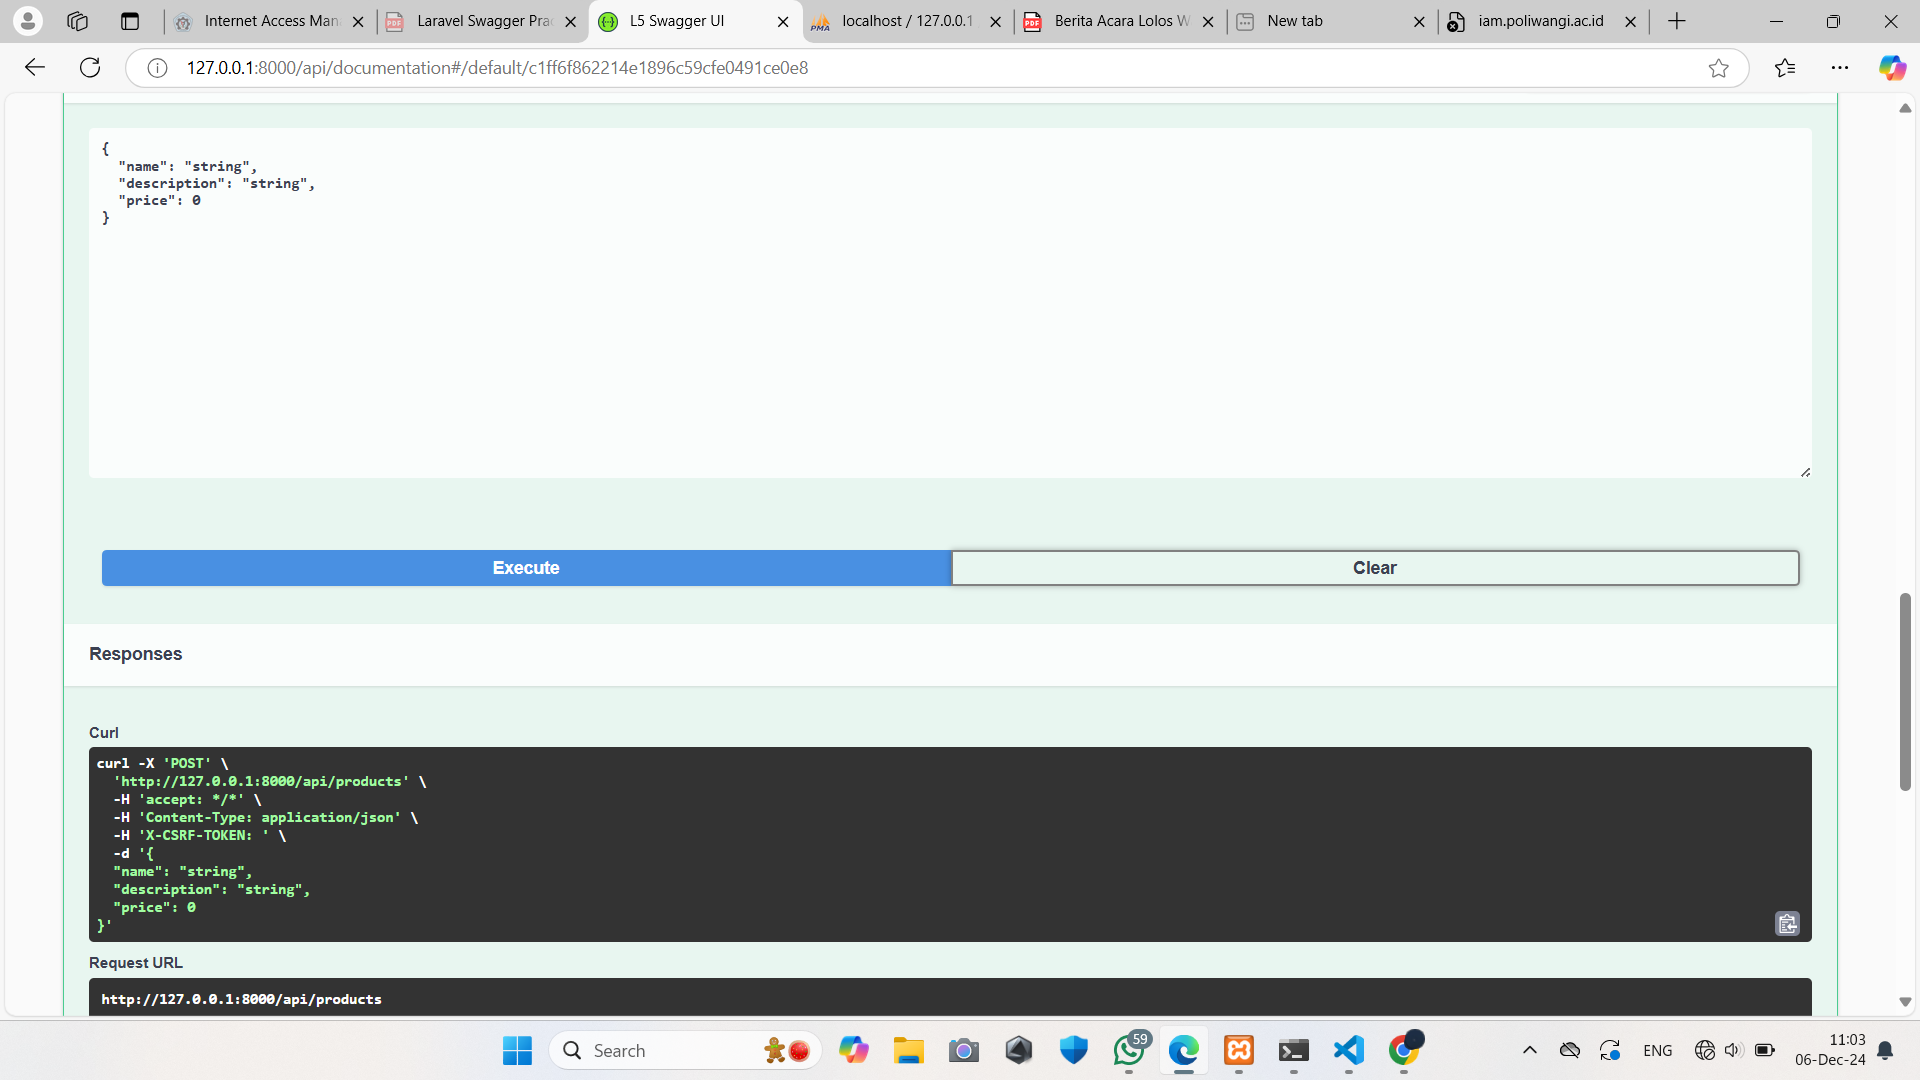 Internet Access Man
Laravel Swagger Prac
L5 Swagger UI
localhost / 127.0.0.1
Berita Acara Lolos W
New tab
iam.poliwangi.ac.id
127.0.0.1:8000/api/documentation#/default/c1ff6f862214e1896c59cfe0491ce0e8
{
"name": "string",
"description": "string",
"price": 0
}
Execute
Clear
Responses
Curl
curl -X 'POST' \
'http://127.0.0.1:8000/api/products' \
-H 'accept: */*' \
-H 'Content-Type: application/json' \
-H 'X-CSRF-TOKEN: ' \
-d '{
"name": "string",
"description": "string",
"price": 0
}'
Request URL
http://127.0.0.1:8000/api/products
Search
59
ENG
11:03
06-Dec-24